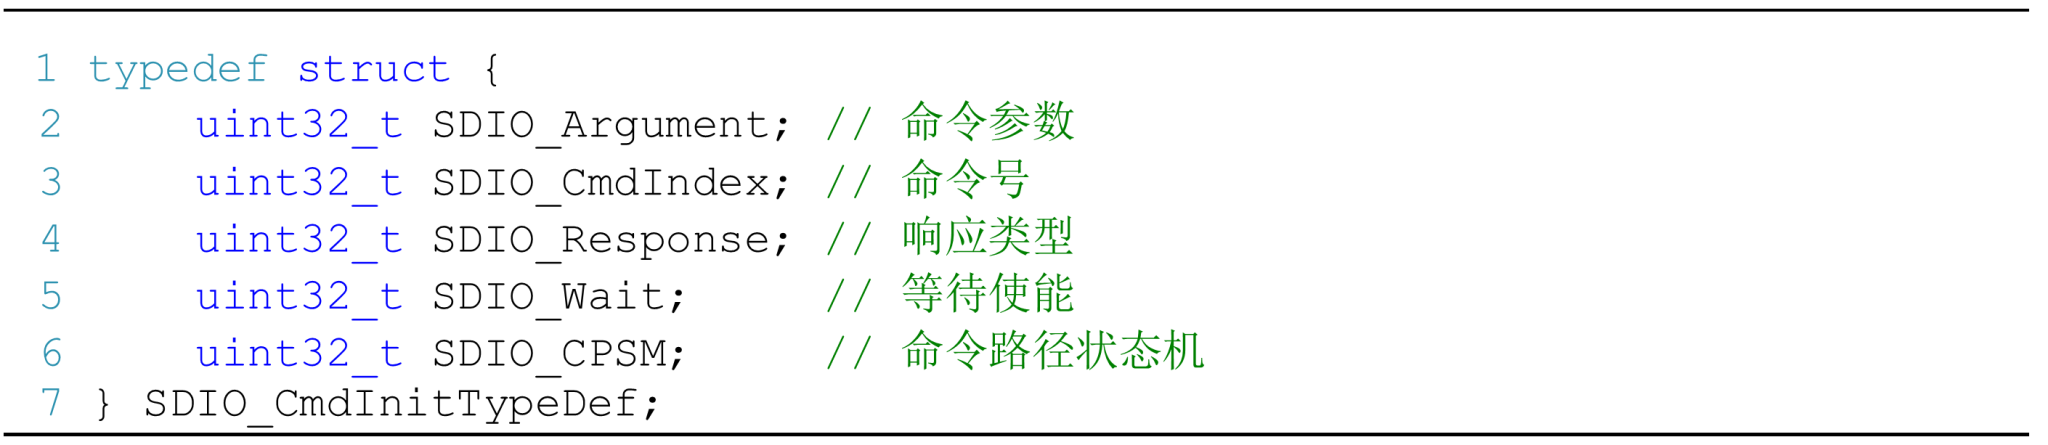 1 typedef struct {
2     uint32_t SDIO_Argument; // 命令参数
3     uint32_t SDIO_CmdIndex; // 命令号
4     uint32_t SDIO_Response; // 响应类型
5     uint32_t SDIO_Wait;     // 等待使能
6     uint32_t SDIO_CPSM;     // 命令路径状态机
7 } SDIO_CmdInitTypeDef;